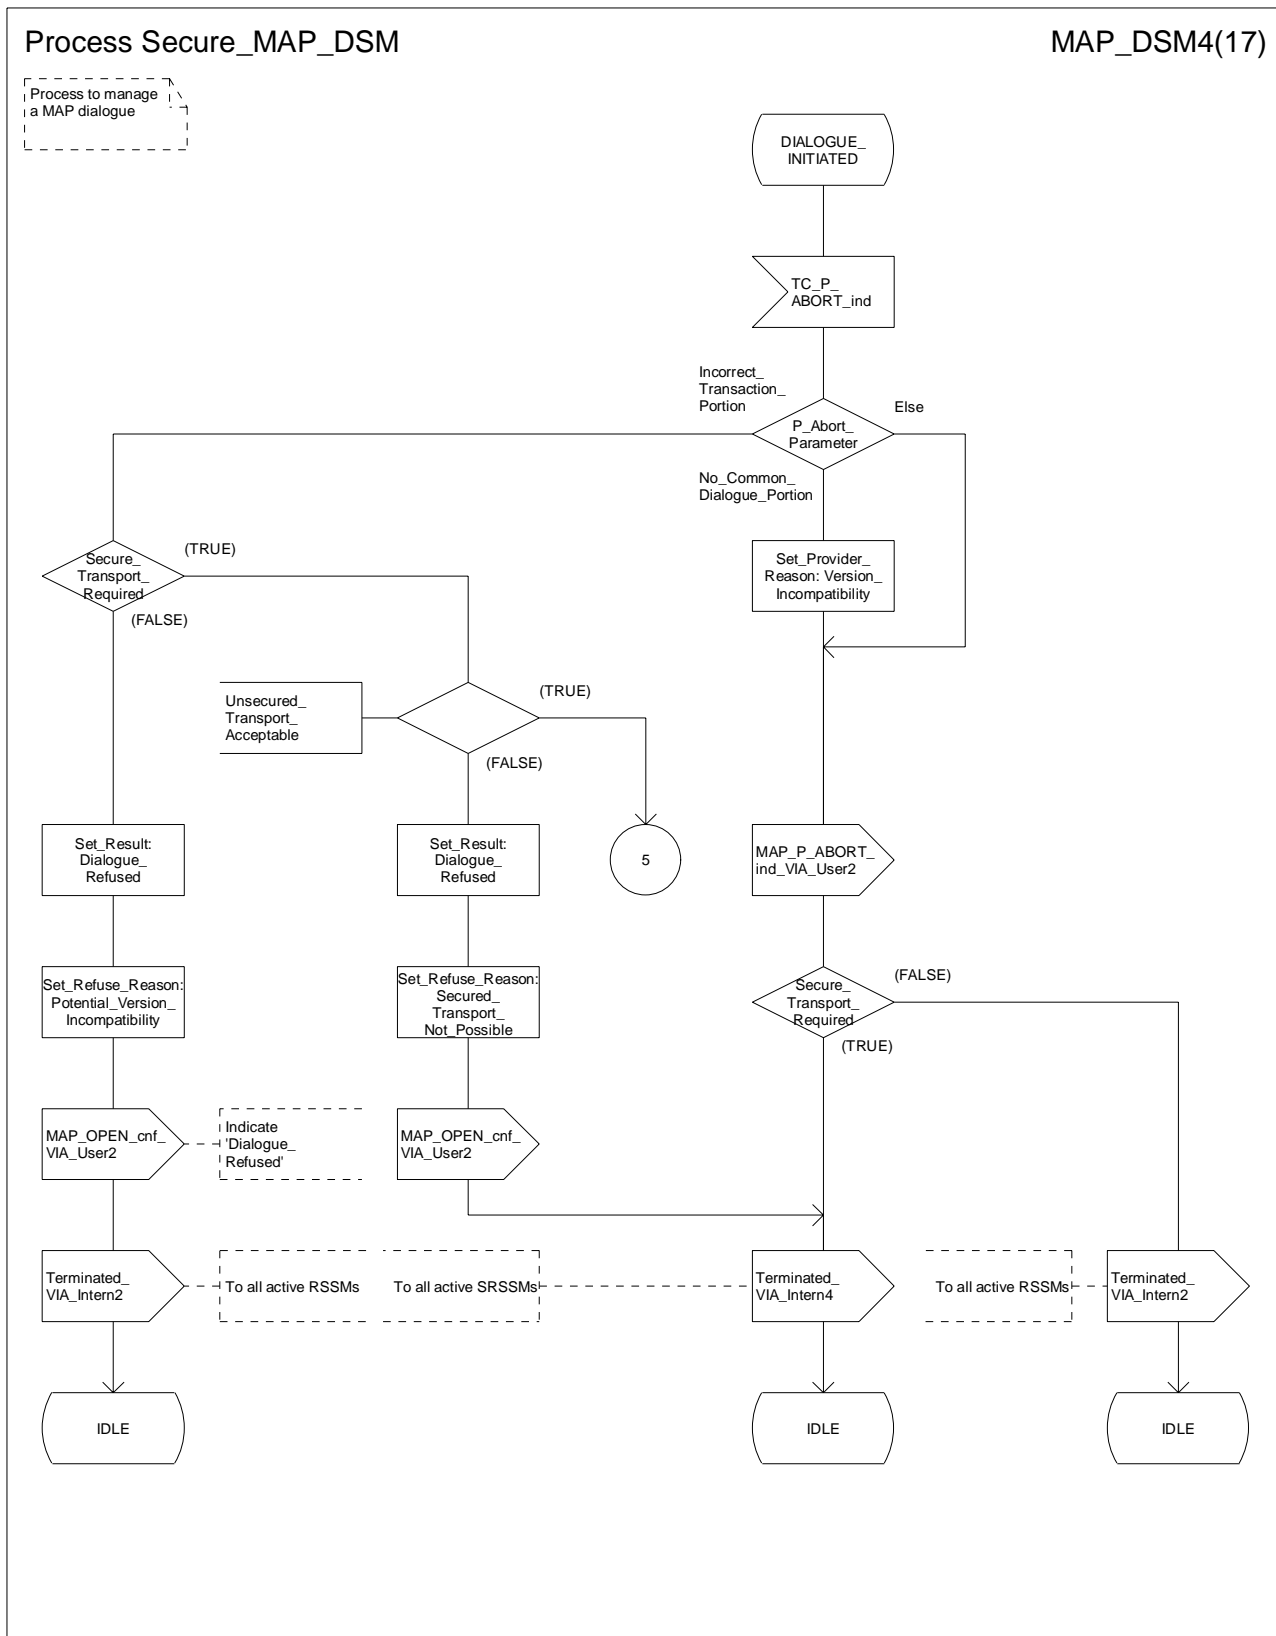 Process Secure_MAP_DSM
MAP_DSM4(17)
Process to manage
a MAP dialogue
DIALOGUE_
INITIATED
TC_P_
ABORT_ind
Incorrect_
Transaction_
Portion
Else
P_Abort_
Parameter
No_Common_
Dialogue_Portion
Secure_
Transport_
Required
(TRUE)
(FALSE)
Set_Provider_
Reason: Version_
Incompatibility
Unsecured_
Transport_
Acceptable
(TRUE)
(FALSE)
Set_Result:
Dialogue_
Refused
Set_Result:
Dialogue_
Refused
5
MAP_P_ABORT_
ind_VIA_User2
Set_Refuse_Reason:
Potential_Version_
Incompatibility
Set_Refuse_Reason:
Secured_
Transport_
Not_Possible
Secure_
Transport_
Required
(FALSE)
(TRUE)
MAP_OPEN_cnf_
VIA_User2
Indicate
'Dialogue_
Refused'
MAP_OPEN_cnf_
VIA_User2
Terminated_
VIA_Intern2
To all active RSSMs
To all active SRSSMs
Terminated_
VIA_Intern4
To all active RSSMs
Terminated_
VIA_Intern2
IDLE
IDLE
IDLE